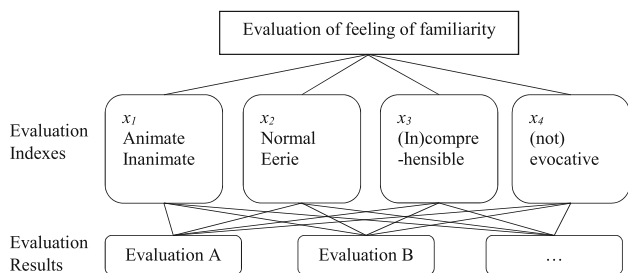 Evaluation of feeling of familiarity
Evaluation
Indexes
x1
Animate
Inanimate
x2
Normal
Eerie
x3
(In)compre
-hensible
x4
(not)
evocative
Evaluation
Results
Evaluation A
Evaluation B
...